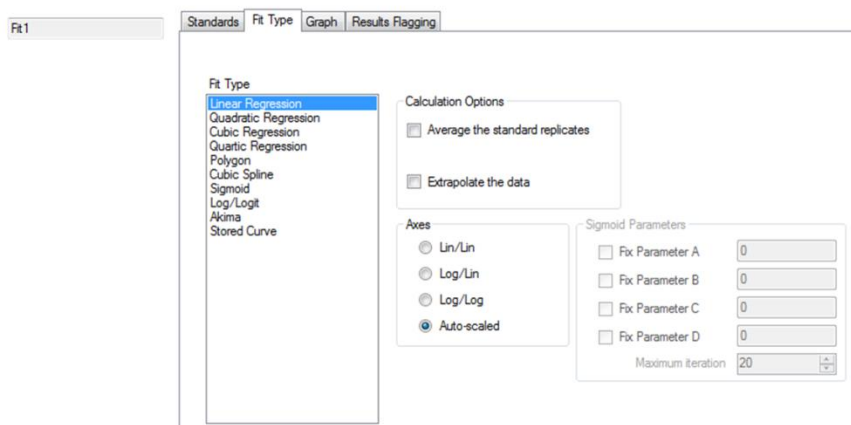 Fit1
Standards Fit Type Graph Results Flagging
Fit Type
Linear Regression
Quadratic Regression
Cubic Regression
Quartic Regression
Polygon
Cubic Spline
Sigmoid
Log/Logit
Akima
Stored Curve
Calculation Options
Average the standard replicates
Extrapolate the data
Axes
Lin/Lin
Log/Lin
Log/Log
Auto-scaled
Sigmoid Parameters
Fix Parameter A 0
Fix Parameter B 0
Fix Parameter C 0
Fix Parameter D 0
Maximum iteration 20